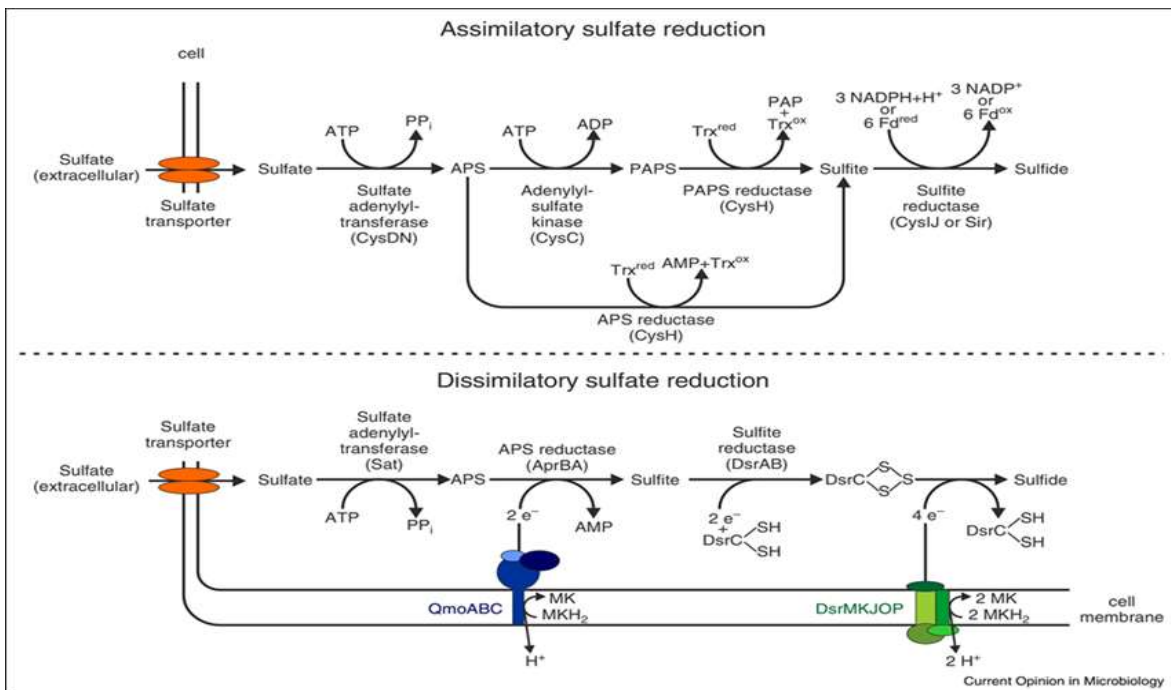 Assimilatory sulfate reduction
cell
Sulfate
(extracellular)
Sulfate
transporter
Sulfate
ATP
PPi
Sulfate
adenylyl-
transferase
(CysDN)
APS
ATP
ADP
Adenylyl-
sulfate
kinase
(CysC)
PAPS
Trxred
PAP
+
Trxox
PAPS reductase
(CysH)
Sulfite
3 NADPH+H+
or
6 Fdred
3 NADP+
or
6 Fdox
Sulfite
reductase
(CysIJ or Sir)
Sulfide
Trxred
AMP+Trxox
APS reductase
(CysH)
Dissimilatory sulfate reduction
Sulfate
transporter
Sulfate
(extracellular)
Sulfate
Sulfate
adenylyl-
transferase
(Sat)
ATP
PPi
APS
APS reductase
(AprBA)
2 e−
AMP
Sulfite
Sulfite
reductase
(DsrAB)
2 e−
+
DsrC
SH
SH
DsrC
S
S
S
4 e−
DsrC
SH
SH
Sulfide
QmoABC
MK
MKH2
H+
DsrMKJOP
2 MK
2 MKH2
2 H+
cell
membrane
Current Opinion in Microbiology